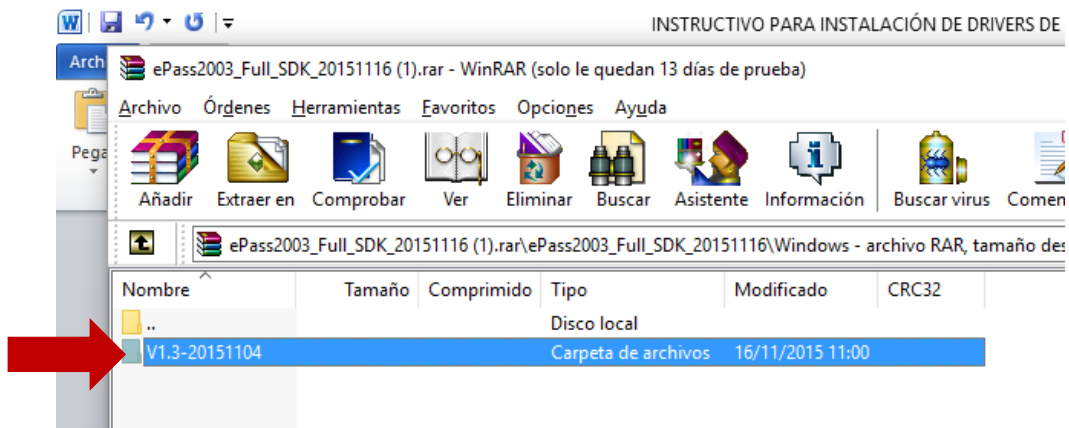 INSTRUCTIVO PARA INSTALACIÓN DE DRIVERS DE
Arch
ePass2003_Full_SDK_20151116 (1).rar - WinRAR (solo le quedan 13 días de prueba)
Archivo Órdenes Herramientas Favoritos Opciones Ayuda
Pega
Añadir Extraer en Comprobar Ver Eliminar Buscar Asistente Información Buscar virus Comen
ePass2003_Full_SDK_20151116 (1).rar\ePass2003_Full_SDK_20151116\Windows - archivo RAR, tamaño des
Nombre Tamaño Comprimido Tipo Modificado CRC32
.. Disco local
V1.3-20151104 Carpeta de archivos 16/11/2015 11:00